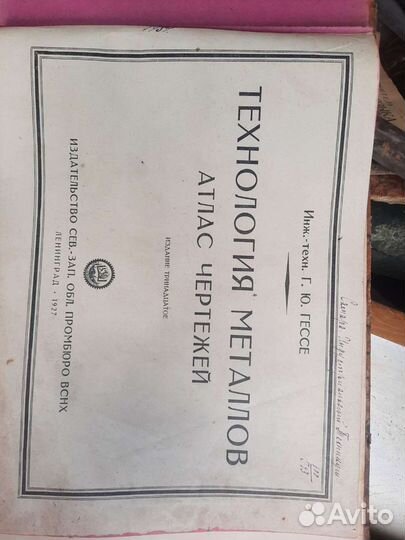 Инж.-техн. Г. Ю. ГЕССЕ
ТЕХНОЛОГИЯ МЕТАЛЛОВ
АТЛАС ЧЕРТЕЖЕЙ
ИЗДАНИЕ ТРИНАДЦАТОЕ
ИЗДАТЕЛЬСТВО СЕВ.-ЗАП. ОБЛ. ПРОМБЮРО ВСНХ
ЛЕНИНГРАД • 1927
Avito